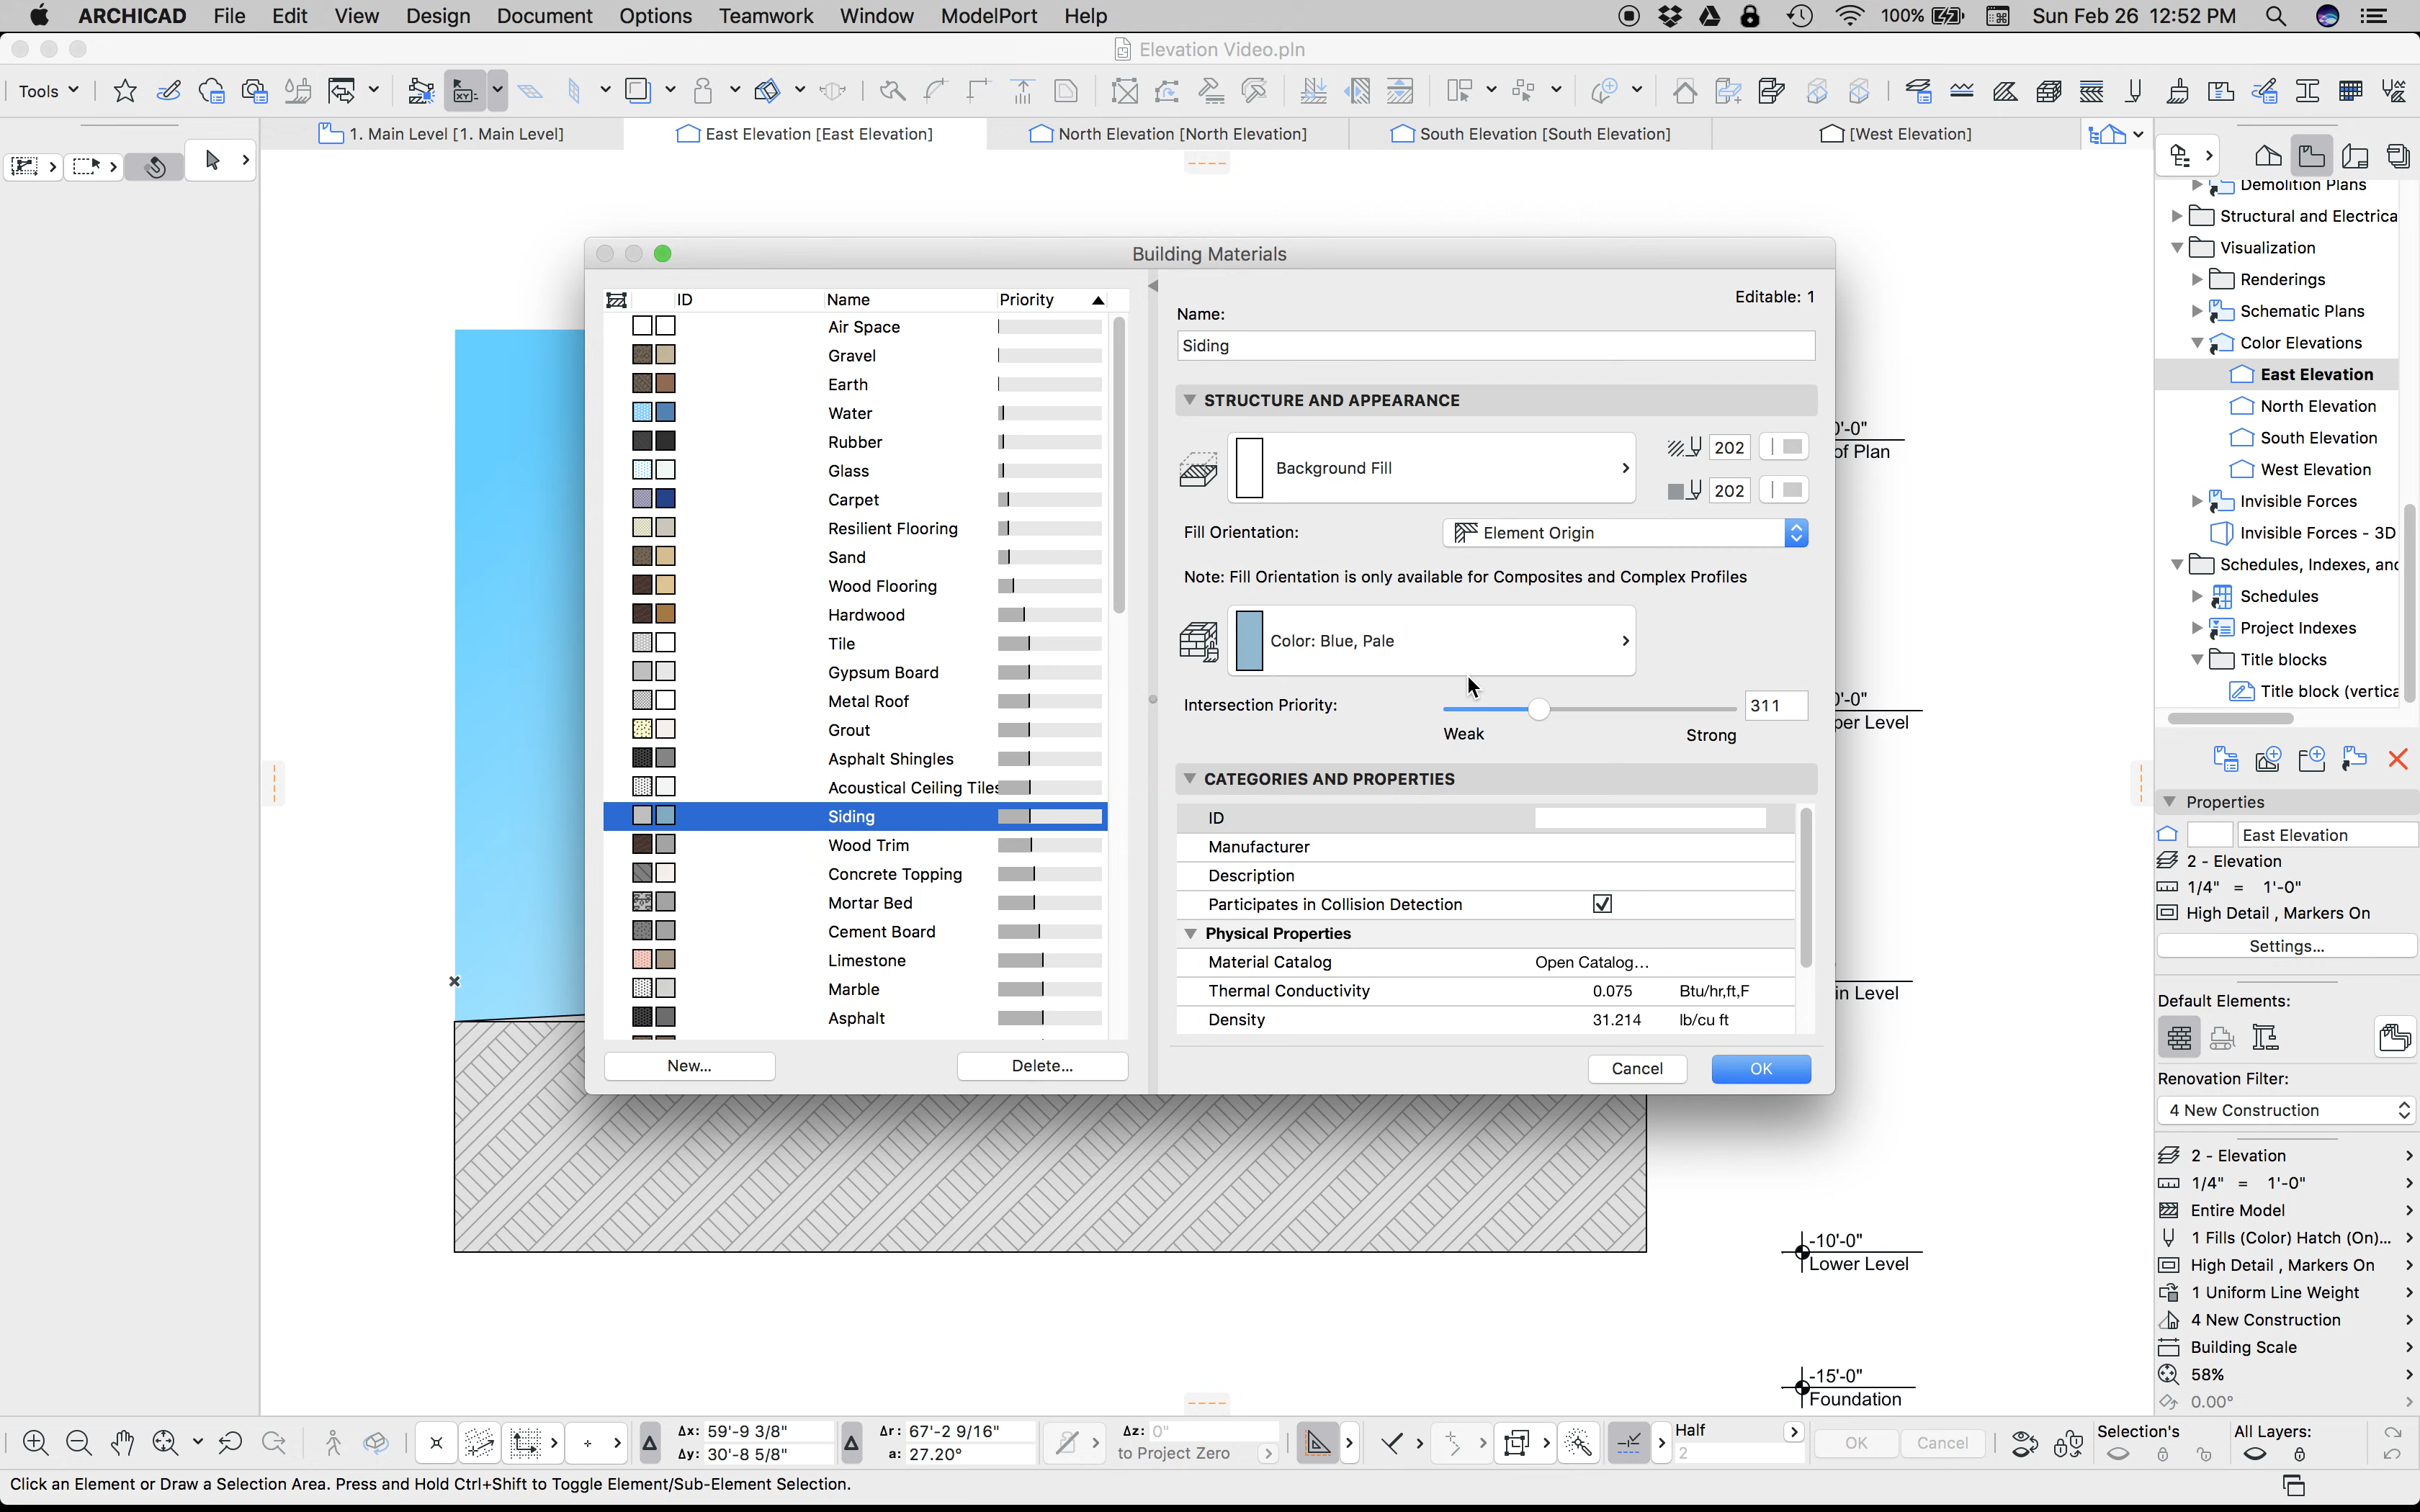 ARCHICAD File Edit View Design Document Options Teamwork Window ModelPort Help 100% Sun Feb 26 12:52 PM
Elevation Video.pln
Tools
1. Main Level [1. Main Level]
East Elevation [East Elevation]
North Elevation [North Elevation]
South Elevation [South Elevation]
[West Elevation]
Building Materials
ID Name Priority
Air Space
Gravel
Earth
Water
Rubber
Glass
Carpet
Resilient Flooring
Sand
Wood Flooring
Hardwood
Tile
Gypsum Board
Metal Roof
Grout
Asphalt Shingles
Acoustical Ceiling Tiles
Siding
Wood Trim
Concrete Topping
Mortar Bed
Cement Board
Limestone
Marble
Asphalt
New...
Delete...
Editable: 1
Name:
Siding
STRUCTURE AND APPEARANCE
Background Fill
202
202
Fill Orientation:
Element Origin
Note: Fill Orientation is only available for Composites and Complex Profiles
Color: Blue, Pale
Intersection Priority:
311
Weak
Strong
CATEGORIES AND PROPERTIES
ID
Manufacturer
Description
Participates in Collision Detection
Physical Properties
Material Catalog Open Catalog...
Thermal Conductivity 0.075 Btu/hr,ft,F
Density 31.214 lb/cu ft
Cancel
OK
)'-0"
of Plan
)'-0"
per Level
in Level
-10'-0"
Lower Level
-15'-0"
Foundation
Demolition Plans
Structural and Electrica
Visualization
Renderings
Schematic Plans
Color Elevations
East Elevation
North Elevation
South Elevation
West Elevation
Invisible Forces
Invisible Forces - 3D
Schedules, Indexes, and
Schedules
Project Indexes
Title blocks
Title block (vertica
Properties
East Elevation
2 - Elevation
1/4" = 1'-0"
High Detail , Markers On
Settings...
Default Elements:
Renovation Filter:
4 New Construction
2 - Elevation
1/4" = 1'-0"
Entire Model
1 Fills (Color) Hatch (On)...
High Detail , Markers On
1 Uniform Line Weight
4 New Construction
Building Scale
58%
0.00°
Δx: 59'-9 3/8"
Δy: 30'-8 5/8"
Δr: 67'-2 9/16"
a: 27.20°
Δz: 0"
to Project Zero
Half
2
OK
Cancel
Selection's
All Layers:
Click an Element or Draw a Selection Area. Press and Hold Ctrl+Shift to Toggle Element/Sub-Element Selection.